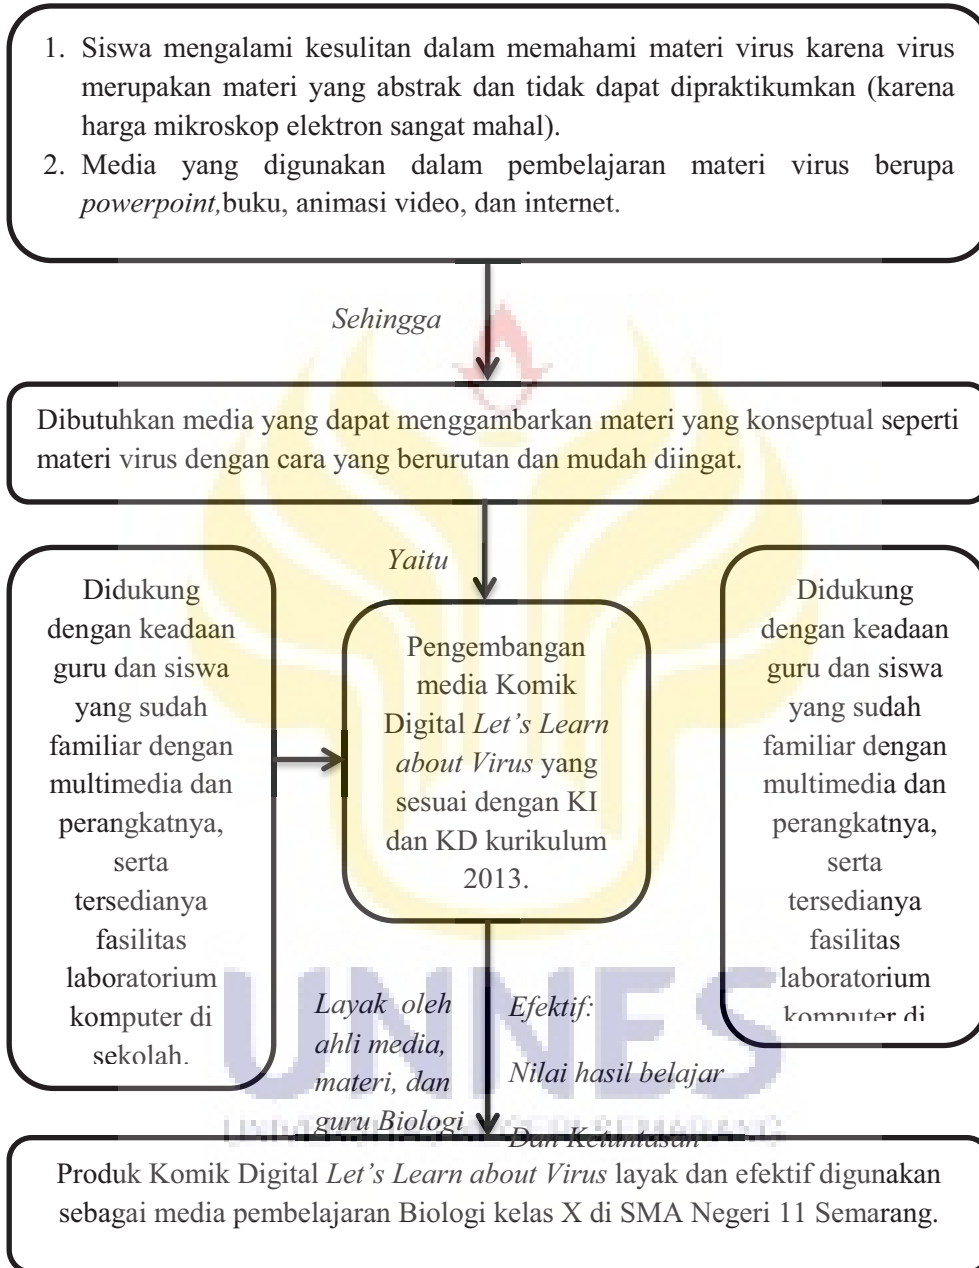 1. Siswa mengalami kesulitan dalam memahami materi virus karena virus
merupakan materi yang abstrak dan tidak dapat dipraktikumkan (karena
harga mikroskop elektron sangat mahal).
2. Media yang digunakan dalam pembelajaran materi virus berupa
powerpoint,buku, animasi video, dan internet.
Sehingga
Dibutuhkan media yang dapat menggambarkan materi yang konseptual seperti
materi virus dengan cara yang berurutan dan mudah diingat.
Yaitu
Didukung
dengan keadaan
guru dan siswa
yang sudah
familiar dengan
multimedia dan
perangkatnya,
serta
tersedianya
fasilitas
laboratorium
komputer di
sekolah.
Pengembangan
media Komik
Digital Let’s Learn
about Virus yang
sesuai dengan KI
dan KD kurikulum
2013.
Didukung
dengan keadaan
guru dan siswa
yang sudah
familiar dengan
multimedia dan
perangkatnya,
serta
tersedianya
fasilitas
laboratorium
komputer di
Layak oleh
ahli media,
materi, dan
guru Biologi
Efektif:
Nilai hasil belajar
Dan Ketuntasan
UNNES
UNIVERSITAS NEGERI SEMARANG
Produk Komik Digital Let’s Learn about Virus layak dan efektif digunakan
sebagai media pembelajaran Biologi kelas X di SMA Negeri 11 Semarang.